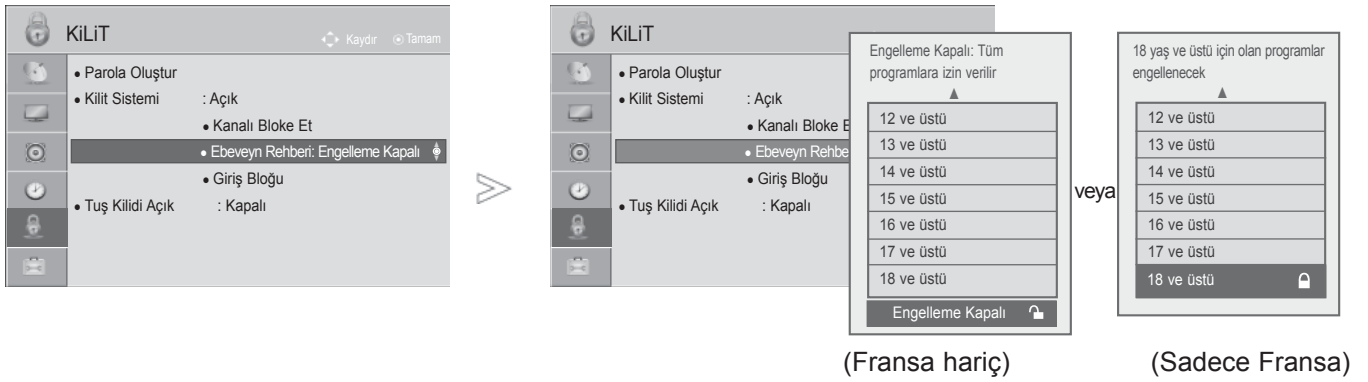 KiLiT
Kaydır Tamam
• Parola Oluştur
• Kilit Sistemi : Açık
• Kanalı Bloke Et
• Ebeveyn Rehberi: Engelleme Kapalı
• Giriş Bloğu
• Tuş Kilidi Açık : Kapalı
KiLiT
• Parola Oluştur
• Kilit Sistemi : Açık
• Kanalı Bloke E
• Ebeveyn Rehbe
• Giriş Bloğu
• Tuş Kilidi Açık : Kapalı
Engelleme Kapalı: Tüm
programlara izin verilir
12 ve üstü
13 ve üstü
14 ve üstü
15 ve üstü
16 ve üstü
17 ve üstü
18 ve üstü
Engelleme Kapalı
(Fransa hariç)
veya
18 yaş ve üstü için olan programlar
engellenecek
12 ve üstü
13 ve üstü
14 ve üstü
15 ve üstü
16 ve üstü
17 ve üstü
18 ve üstü
(Sadece Fransa)